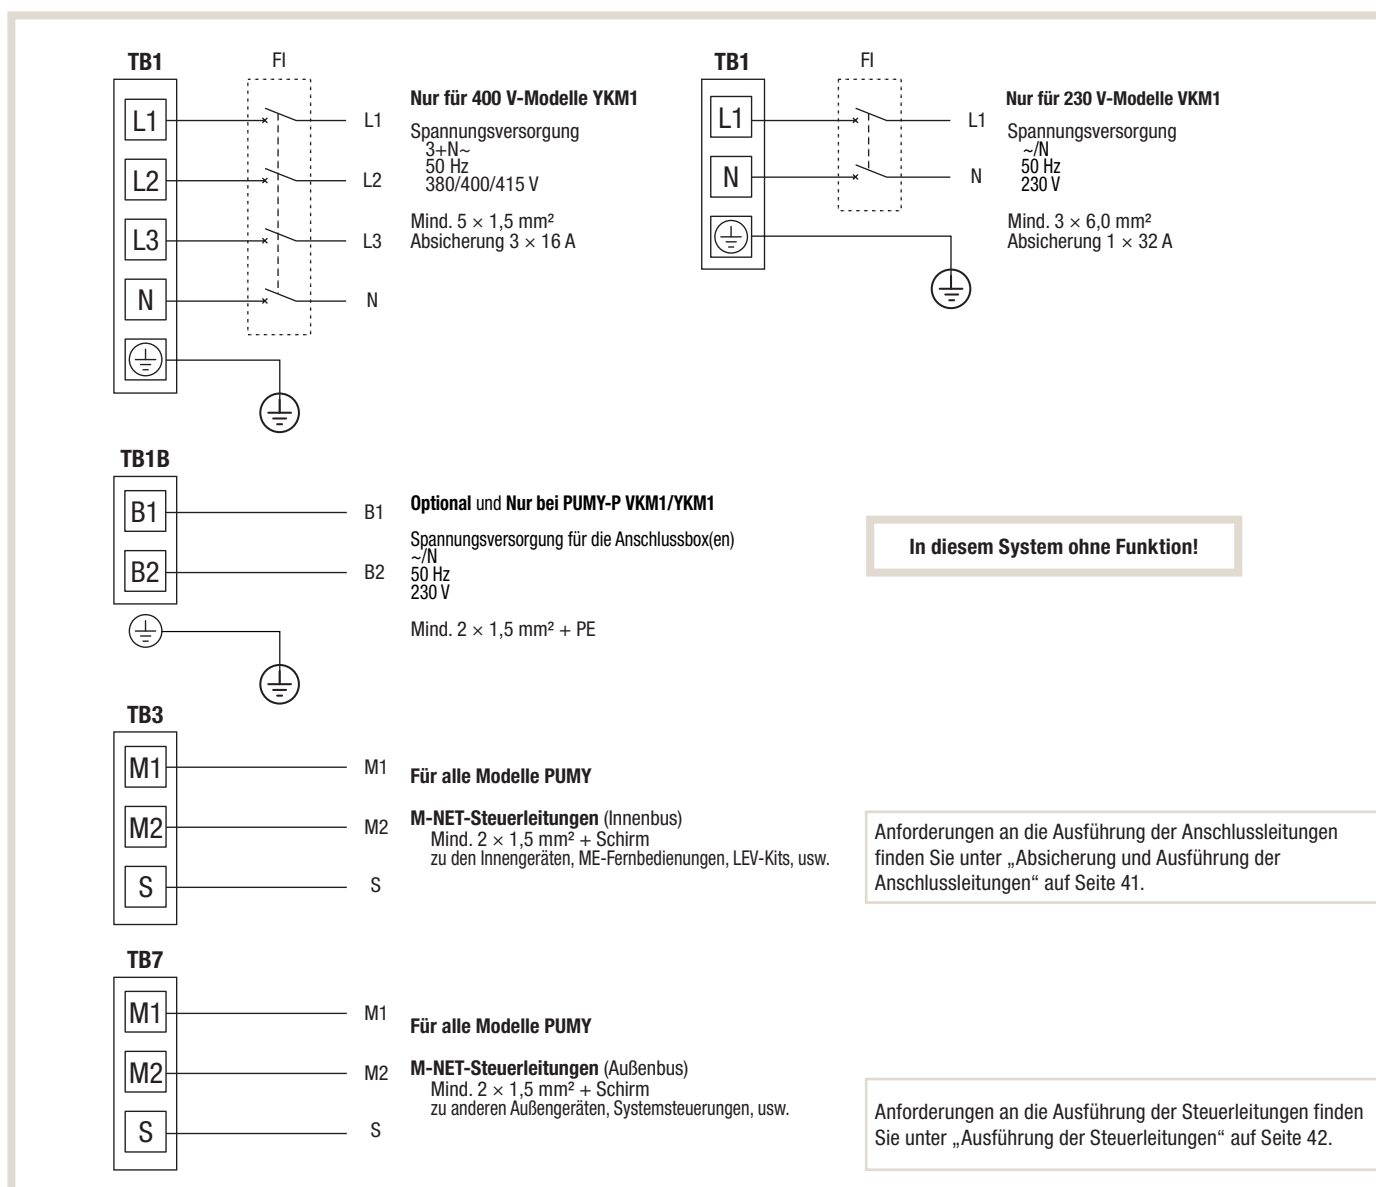 TB1
FI
L1
L2
L3
N
L1
L2
L3
N
Nur für 400 V-Modelle YKM1
Spannungsversorgung
3+N~
50 Hz
380/400/415 V
Mind. 5 × 1,5 mm²
Absicherung 3 × 16 A
TB1
FI
L1
N
L1
N
Nur für 230 V-Modelle VKM1
Spannungsversorgung
~/N
50 Hz
230 V
Mind. 3 × 6,0 mm²
Absicherung 1 × 32 A
TB1B
B1
B2
B1
B2
Optional und Nur bei PUMY-P VKM1/YKM1
Spannungsversorgung für die Anschlussbox(en)
~/N
50 Hz
230 V
Mind. 2 × 1,5 mm² + PE
In diesem System ohne Funktion!
TB3
M1
M2
S
M1
M2
S
Für alle Modelle PUMY
M-NET-Steuerleitungen (Innenbus)
Mind. 2 × 1,5 mm² + Schirm
zu den Innengeräten, ME-Fernbedienungen, LEV-Kits, usw.
Anforderungen an die Ausführung der Anschlussleitungen
finden Sie unter „Absicherung und Ausführung der
Anschlussleitungen“ auf Seite 41.
TB7
M1
M2
S
M1
M2
S
Für alle Modelle PUMY
M-NET-Steuerleitungen (Außenbus)
Mind. 2 × 1,5 mm² + Schirm
zu anderen Außengeräten, Systemsteuerungen, usw.
Anforderungen an die Ausführung der Steuerleitungen finden
Sie unter „Ausführung der Steuerleitungen“ auf Seite 42.